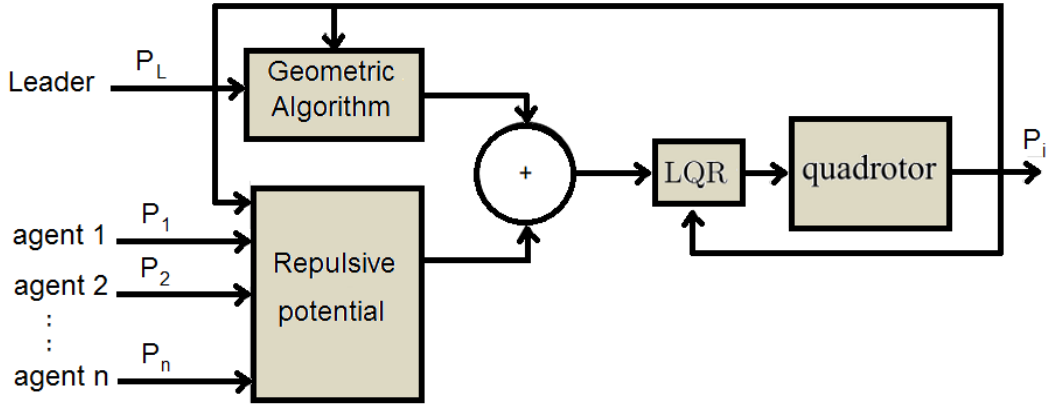 Leader
P_L
Geometric
Algorithm
+
LQR
quadrotor
P_i
agent 1
P_1
agent 2
P_2
⋮
⋮
agent n
P_n
Repulsive
potential